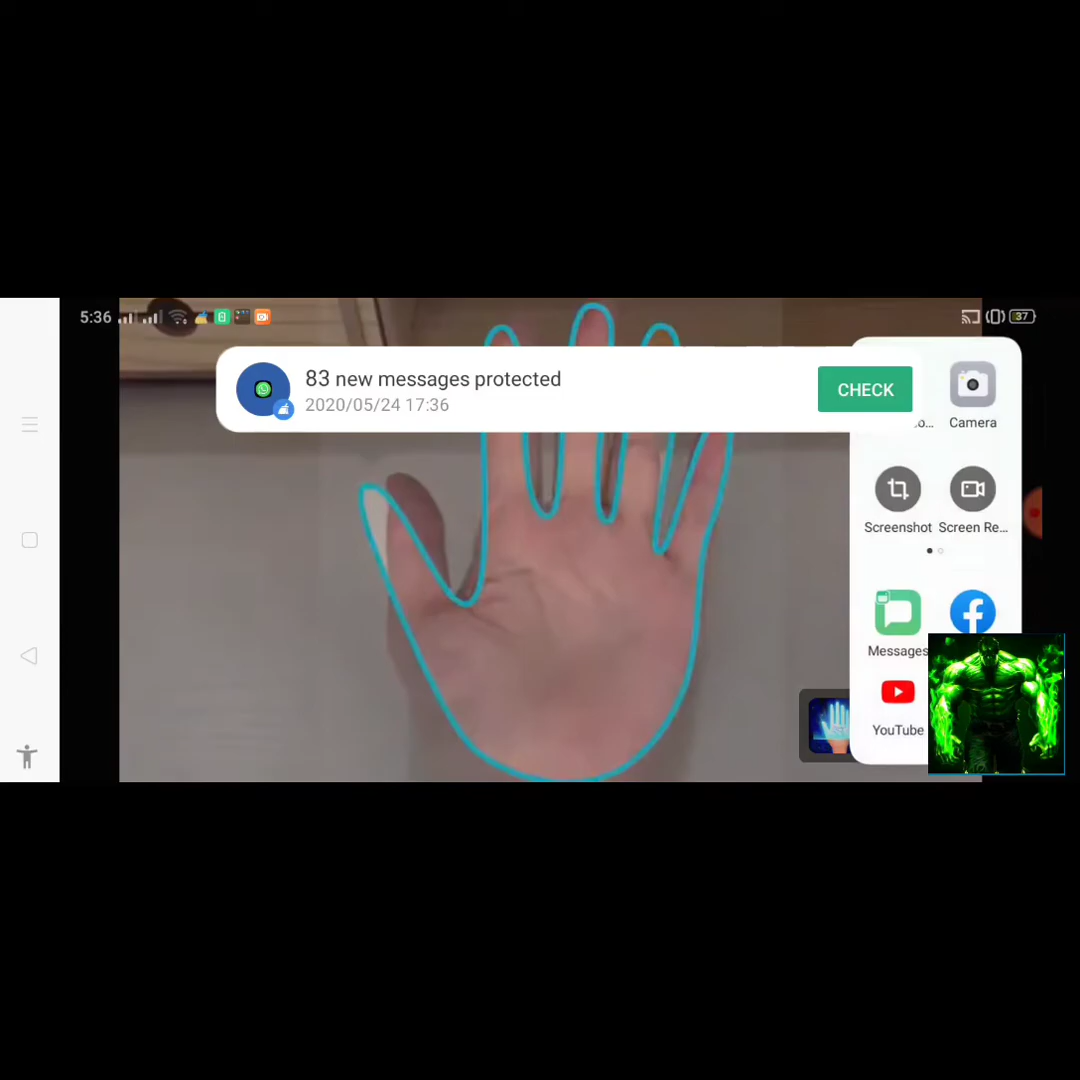 5:36
37
83 new messages protected
2020/05/24 17:36
CHECK
o...
Camera
Screenshot
Screen Re...
Messages
YouTube